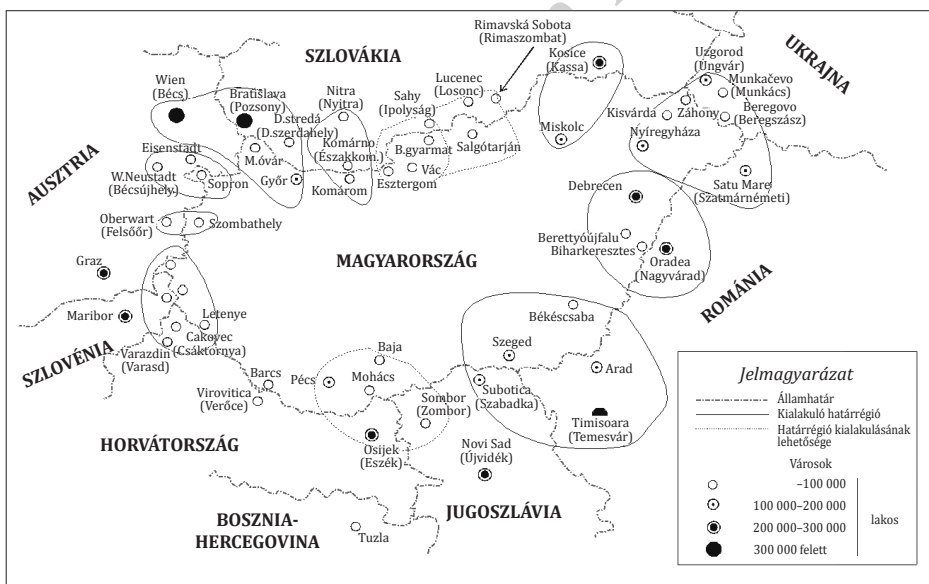 Rimavská Sobota
(Rimaszombat)
SZLOVÁKIA
Kosice
(Kassa)
UKRAJNA
Uzgorod
(Ungvár)
Wien
(Bécs)
Bratislava
(Pozsony)
Nitra
(Nyitra)
Lucenec
(Losonc)
Sahy
(Ipolyság)
Munkačevo
(Munkács)
Beregovo
(Beregszász)
Kisvárda
Záhony
D.stredá
(D.szerdahely)
Komárno
(Északkom.)
B.gyarmat
Salgótarján
Miskolc
Nyíregyháza
Eisenstadt
M.óvár
Vác
Esztergom
AUSZTRIA
W.Neustadt
(Bécsújhely)
Sopron
Győr
Komárom
Satu Mare
(Szatmárnémeti)
Debrecen
Oberwart
(Felsőőr)
Szombathely
Berettyóújfalu
Biharkeresztes
Oradea
(Nagyvárad)
MAGYARORSZÁG
Graz
ROMÁNIA
Maribor
Letenye
Cakovec
(Csáktornya)
Békéscsaba
SZLOVÉNIA
Varazdin
(Varasd)
Szeged
Baja
Arad
Barcs
Pécs
Mohács
Virovitica
(Verőce)
Subotica
(Szabadka)
Sombor
(Zombor)
Timisoara
(Temesvár)
HORVÁTORSZÁG
Osijek
(Eszék)
Novi Sad
(Újvidék)
JUGOSZLÁVIA
BOSZNIA-
HERCEGOVINA
Tuzla
Jelmagyarázat
Államhatár
Kialakuló határrégió
Határrégió kialakulásának
lehetősége
Városok
–100 000
100 000–200 000
200 000–300 000
300 000 felett
lakos